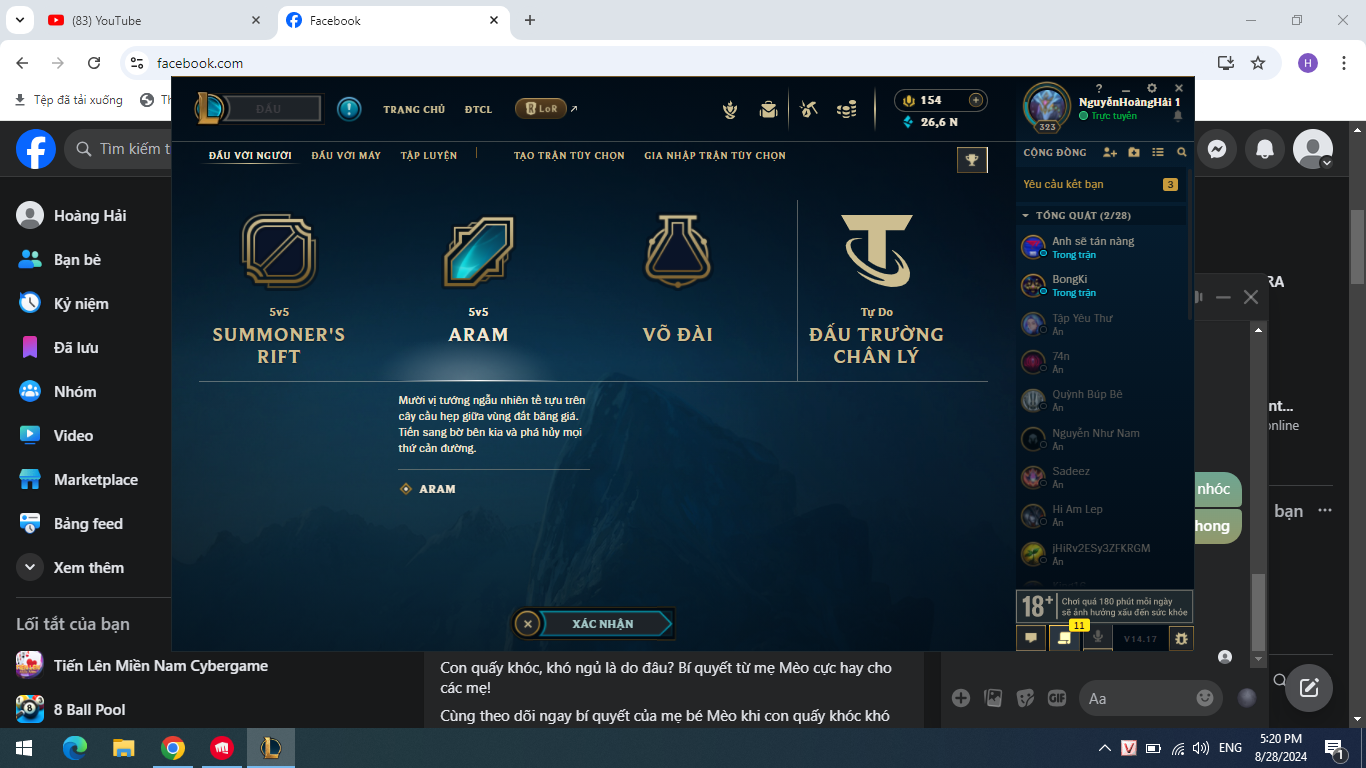 (83) YouTube
Facebook
facebook.com
H
Tệp đã tải xuống
Th
Tìm kiếm t
Hoàng Hải
Bạn bè
Kỷ niệm
Đã lưu
Nhóm
Video
Marketplace
Bảng feed
Xem thêm
Lối tắt của bạn
Tiến Lên Miền Nam Cybergame
8 Ball Pool
ĐẤU
TRANG CHỦ
ĐTCL
LoR
154
26,6 N
ĐẤU VỚI NGƯỜI
ĐẤU VỚI MÁY
TẬP LUYỆN
TẠO TRẬN TÙY CHỌN
GIA NHẬP TRẬN TÙY CHỌN
5v5
SUMMONER'S
RIFT
5v5
ARAM
VÕ ĐÀI
Tự Do
ĐẤU TRƯỜNG
CHÂN LÝ
Mười vị tướng ngẫu nhiên tề tựu trên
cây cầu hẹp giữa vùng đất băng giá.
Tiến sang bờ bên kia và phá hủy mọi
thứ cản đường.
ARAM
XÁC NHẬN
323
NguyễnHoàngHải 1
Trực tuyến
CỘNG ĐỒNG
Yêu cầu kết bạn
3
TỔNG QUÁT (2/28)
Anh sẽ tán nàng
Trong trận
BongKi
Trong trận
Tập Yêu Thư
Ẩn
74n
Ẩn
Quỳnh Búp Bê
Ẩn
Nguyễn Như Nam
Ẩn
Sadeez
Ẩn
Hi Am Lep
Ẩn
jHiRv2ESy3ZFKRGM
Ẩn
18+
Chơi quá 180 phút mỗi ngày
sẽ ảnh hưởng xấu đến sức khỏe
11
V14.17
RA
nt...
online
nhóc
hong
bạn
Con quấy khóc, khó ngủ là do đâu? Bí quyết từ mẹ Mèo cực hay cho
các mẹ!
Cùng theo dõi ngay bí quyết của mẹ bé Mèo khi con quấy khóc khó
GIF
Aa
V
ENG
5:20 PM
8/28/2024
1